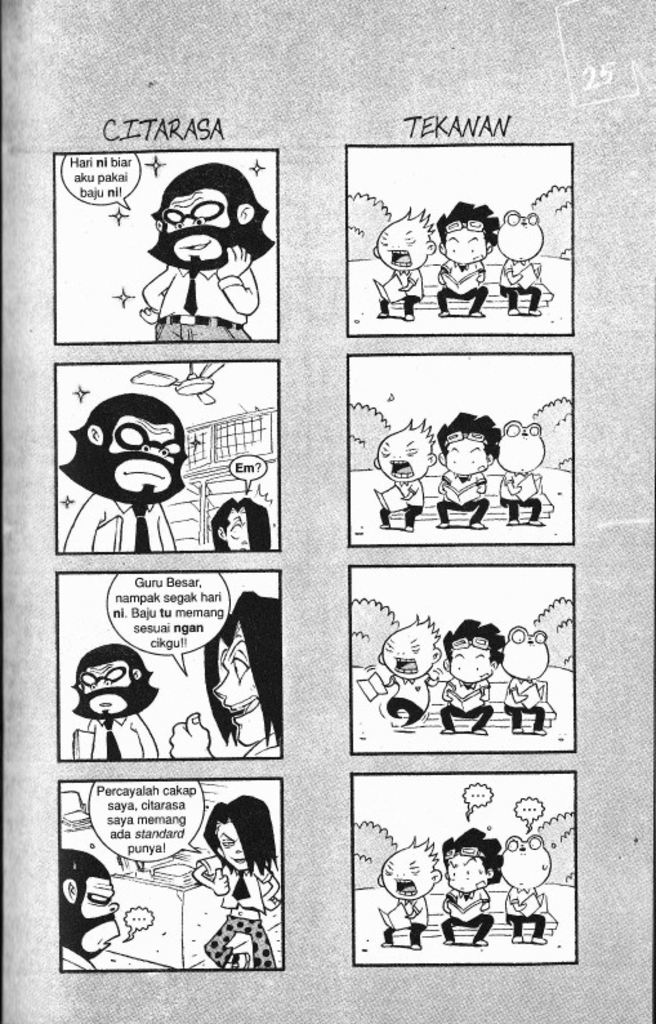 25
CITARASA
Hari ni biar
aku pakai
baju ni!
Em?
Guru Besar,
nampak segak hari
ni. Baju tu memang
sesuai ngan
cikgu!!
Percayalah cakap
saya, citarasa
saya memang
ada standard
punya!
...
TEKANAN
...
...